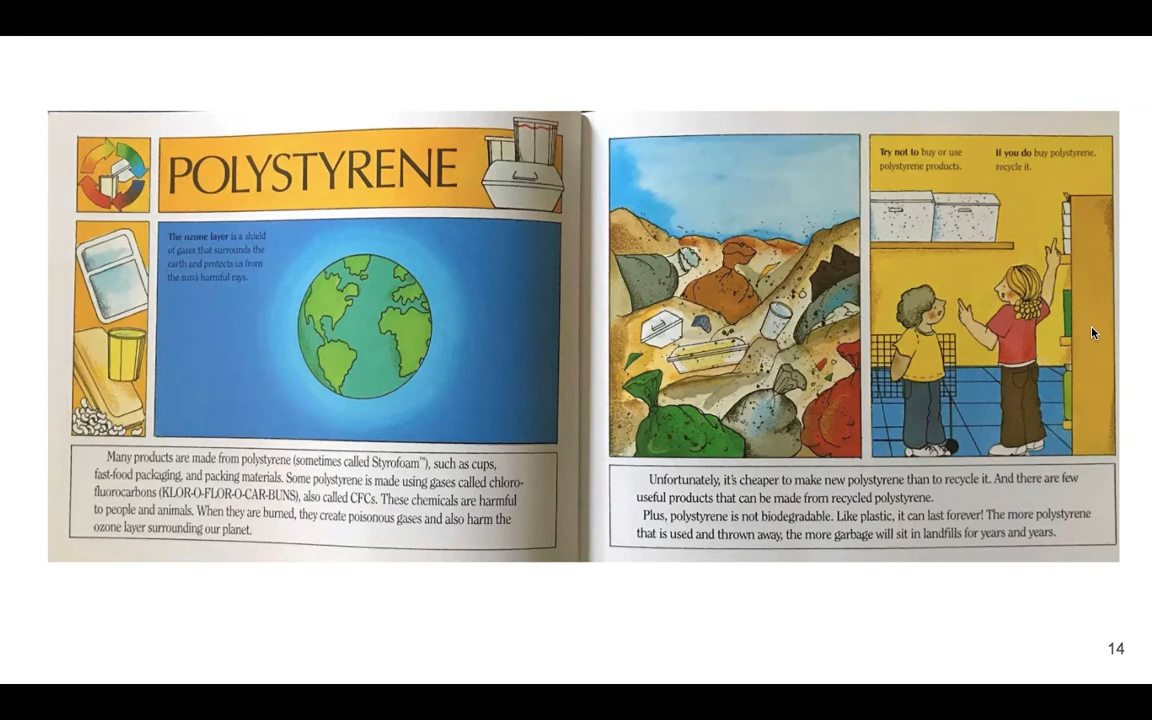 POLYSTYRENE
The ozone layer is a shield
of gases that surrounds the
earth and protects us from
the sun's harmful rays.
Many products are made from polystyrene (sometimes called Styrofoam™), such as cups,
fast-food packaging, and packing materials. Some polystyrene is made using gases called chloro-
fluorocarbons (KLOR-O-FLOR-O-CAR-BUNS), also called CFCs. These chemicals are harmful
to people and animals. When they are burned, they create poisonous gases and also harm the
ozone layer surrounding our planet.
Try not to buy or use
polystyrene products.
If you do buy polystyrene,
recycle it.
Unfortunately, it's cheaper to make new polystyrene than to recycle it. And there are few
useful products that can be made from recycled polystyrene.
Plus, polystyrene is not biodegradable. Like plastic, it can last forever! The more polystyrene
that is used and thrown away, the more garbage will sit in landfills for years and years.
14